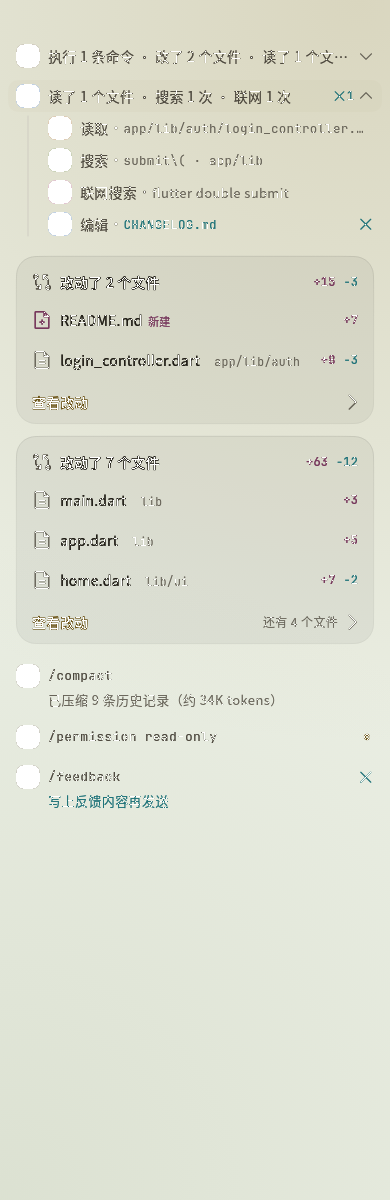 执行 1 条命令 · 改了 2 个文件 · 读了 1 个文…
读了 1 个文件 · 搜索 1 次 · 联网 1 次 ×1
读取 · app/lib/auth/login_controller.…
搜索 · submit\( · app/lib
联网搜索 · flutter double submit
编辑 · CHANGELOG.md
改动了 2 个文件 +15 -3
README.md 新建 +7
login_controller.dart app/lib/auth +8 -3
查看改动
改动了 7 个文件 +63 -12
main.dart lib +3
app.dart lib +5
home.dart lib/ui +7 -2
查看改动 还有 4 个文件
/compact
已压缩 9 条历史记录（约 34K tokens）
/permission read only
/feedback
写上反馈内容再发送